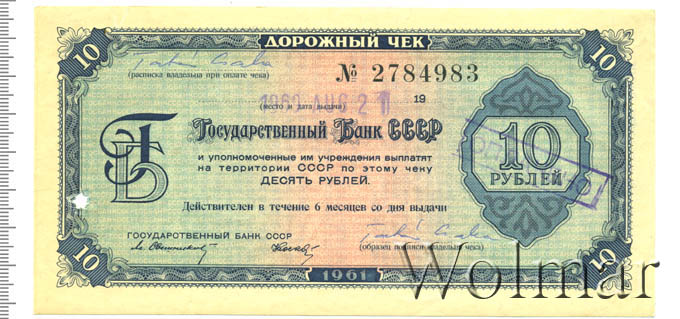 ДОРОЖНЫЙ ЧЕК
10 10
(расписка владельца при оплате чека)
№ 2784983
1962 AUG 21 19
(место и дата выдачи)
ГБ
Государственный Банк СССР
и уполномоченные им учреждения выплатят
на территории СССР по этому чеку
ДЕСЯТЬ РУБЛЕЙ.
10
РУБЛЕЙ
Действителен в течение 6 месяцев со дня выдачи
ГОСУДАРСТВЕННЫЙ БАНК СССР
(образец подписи владельца чека)
10 10
1961
Wolmar